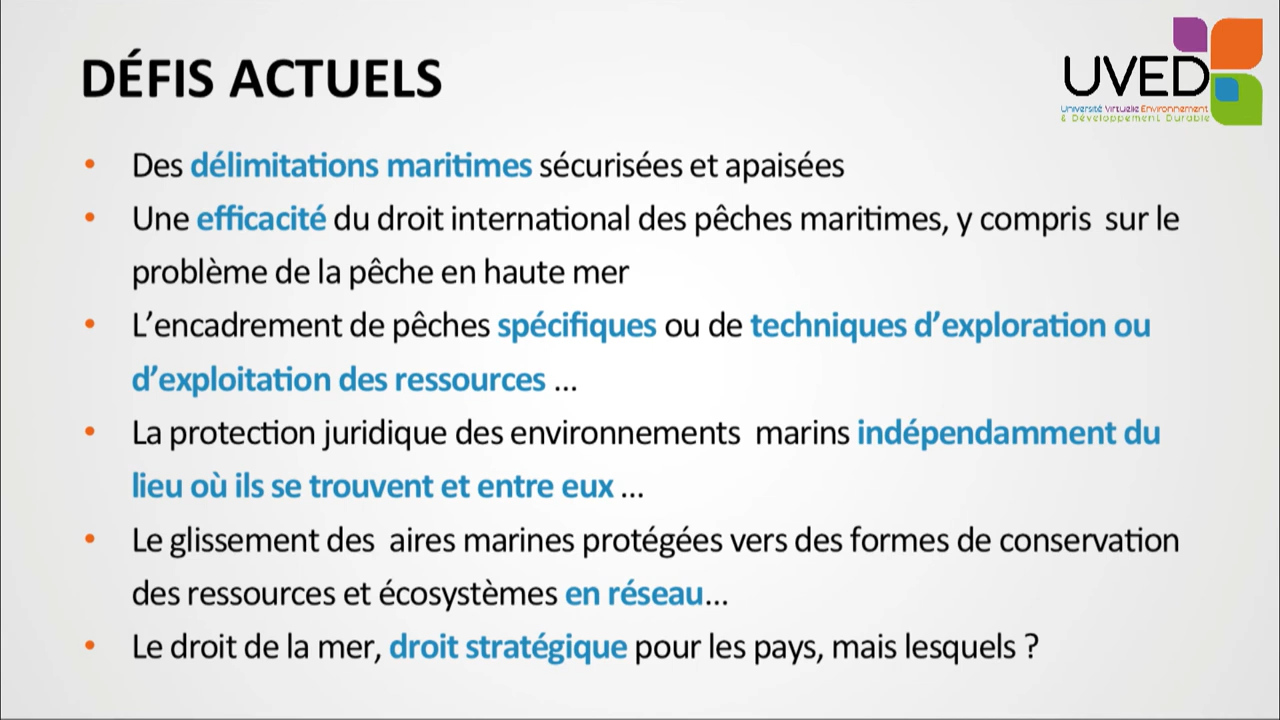 DÉFIS ACTUELS
UVED
Université Virtuelle Environnement
& Développement Durable
• Des délimitations maritimes sécurisées et apaisées
• Une efficacité du droit international des pêches maritimes, y compris sur le
problème de la pêche en haute mer
• L’encadrement de pêches spécifiques ou de techniques d’exploration ou
d’exploitation des ressources ...
• La protection juridique des environnements marins indépendamment du
lieu où ils se trouvent et entre eux ...
• Le glissement des aires marines protégées vers des formes de conservation
des ressources et écosystèmes en réseau...
• Le droit de la mer, droit stratégique pour les pays, mais lesquels ?